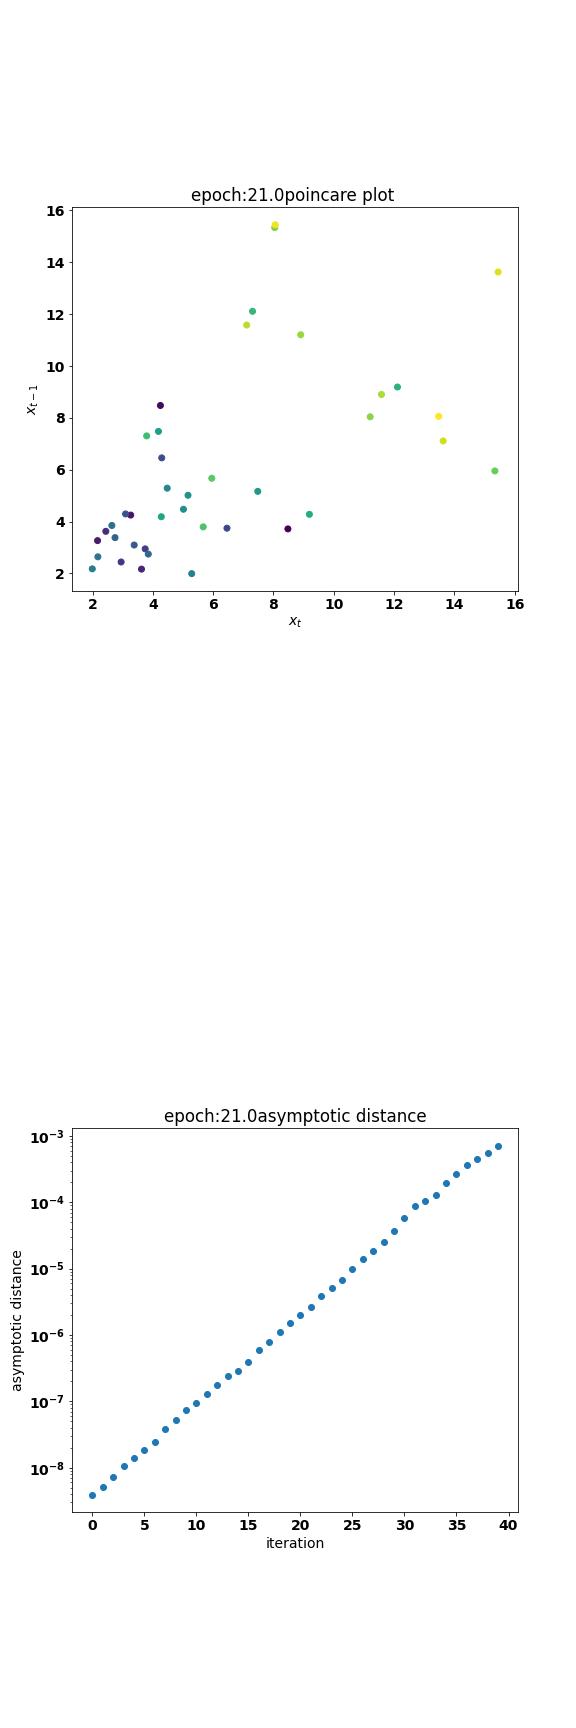 epoch:21.0poincare plot
16
14
12
10
8
6
4
2
x_{t-1}
2 4 6 8 10 12 14 16
x_t
epoch:21.0asymptotic distance
10^{-3}
10^{-4}
10^{-5}
10^{-6}
10^{-7}
10^{-8}
asymptotic distance
0 5 10 15 20 25 30 35 40
iteration